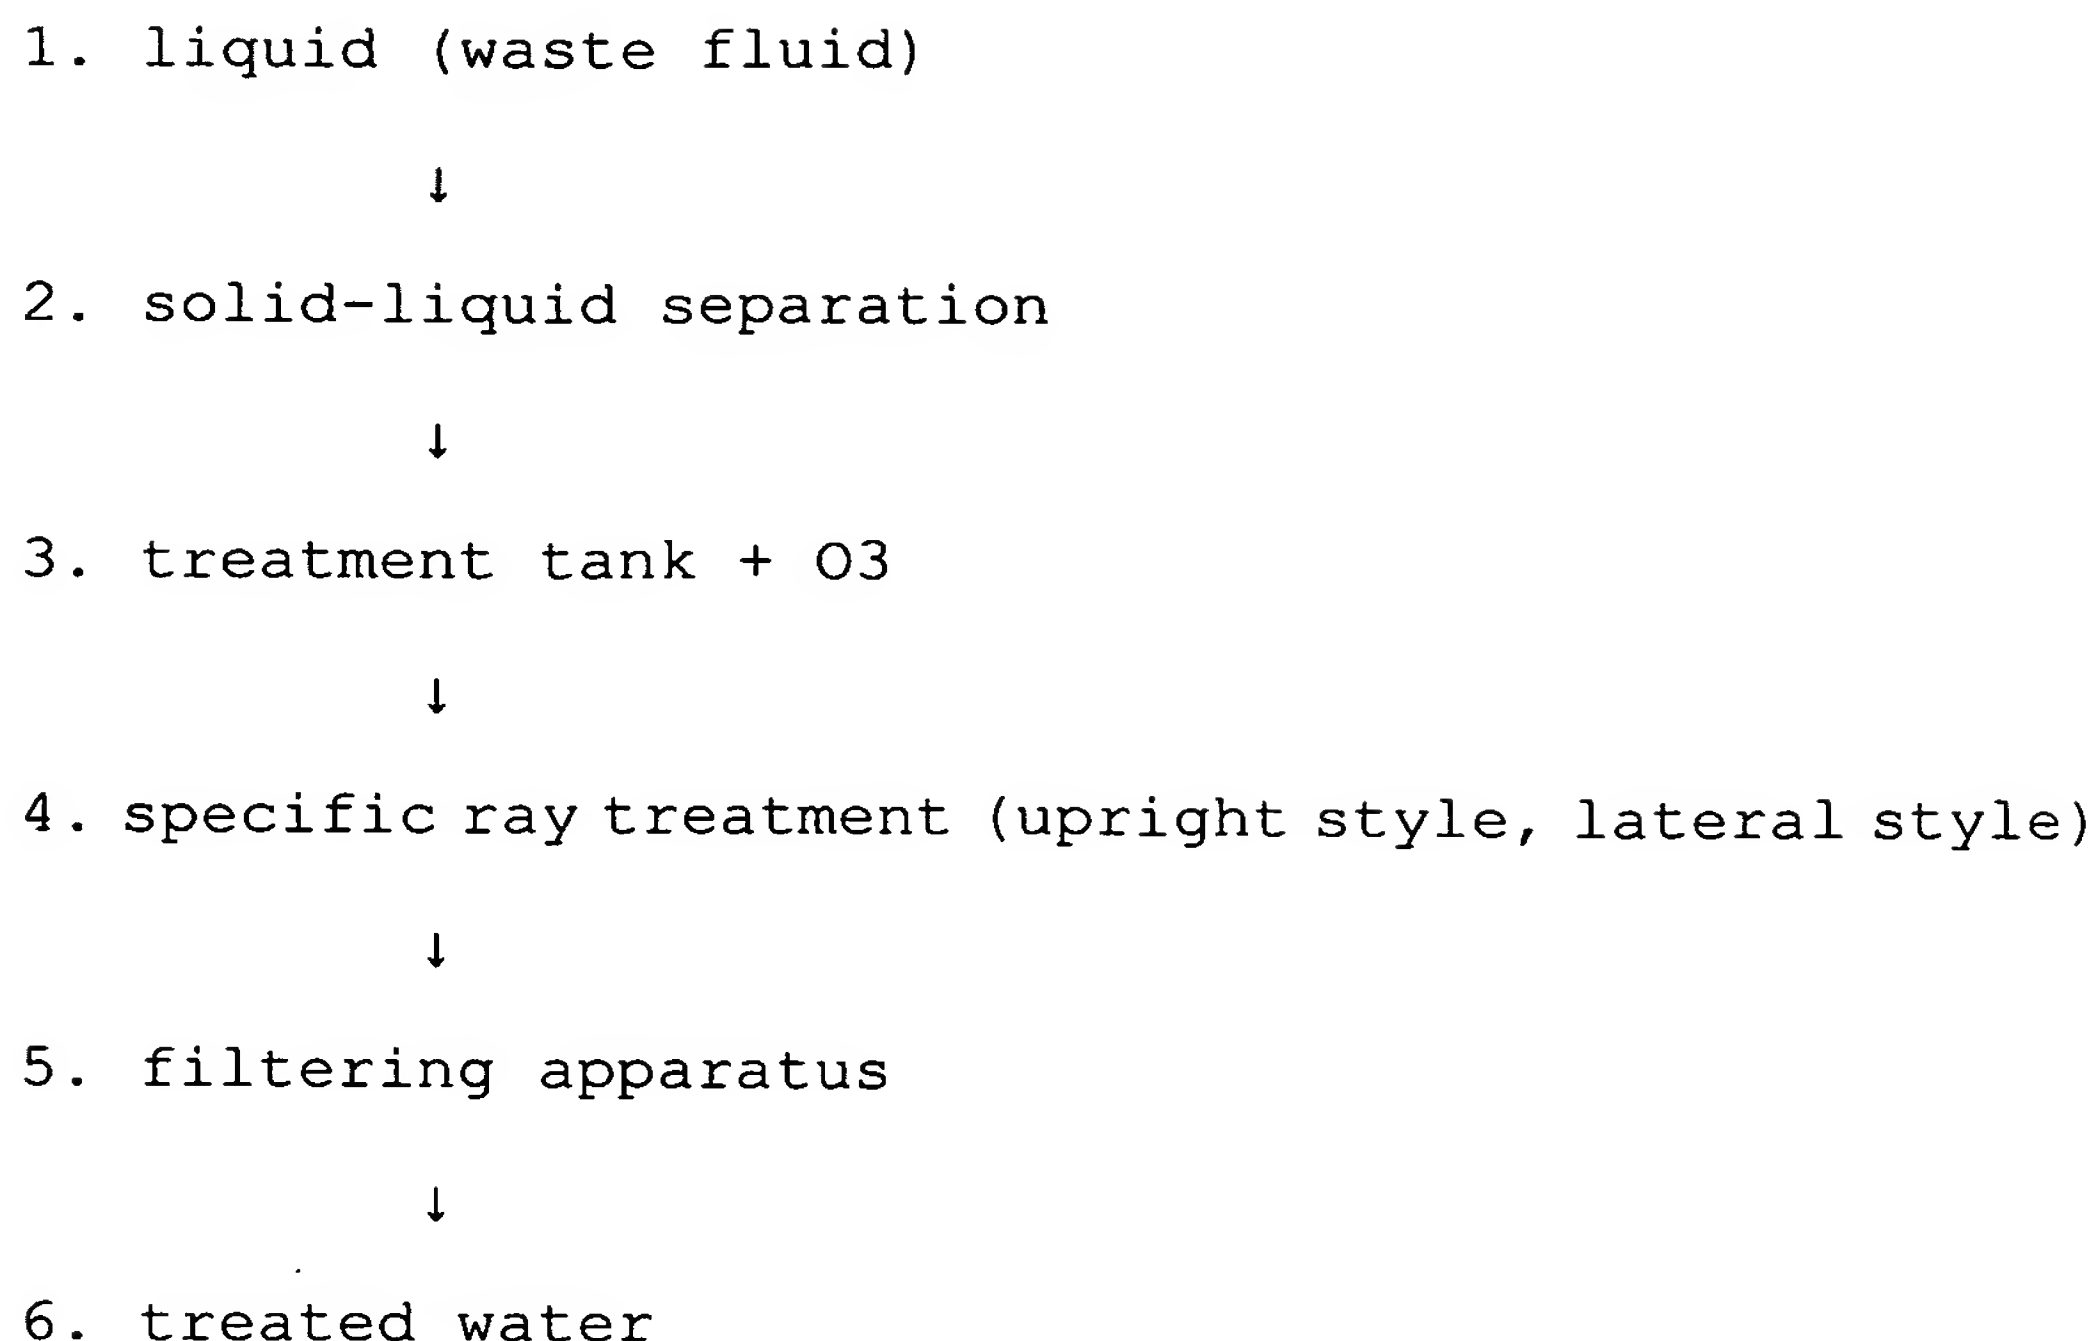 1. liquid (waste fluid)
↓
2. solid-liquid separation
↓
3. treatment tank + O3
↓
4. specific ray treatment (upright style, lateral style)
↓
5. filtering apparatus
↓
6. treated water